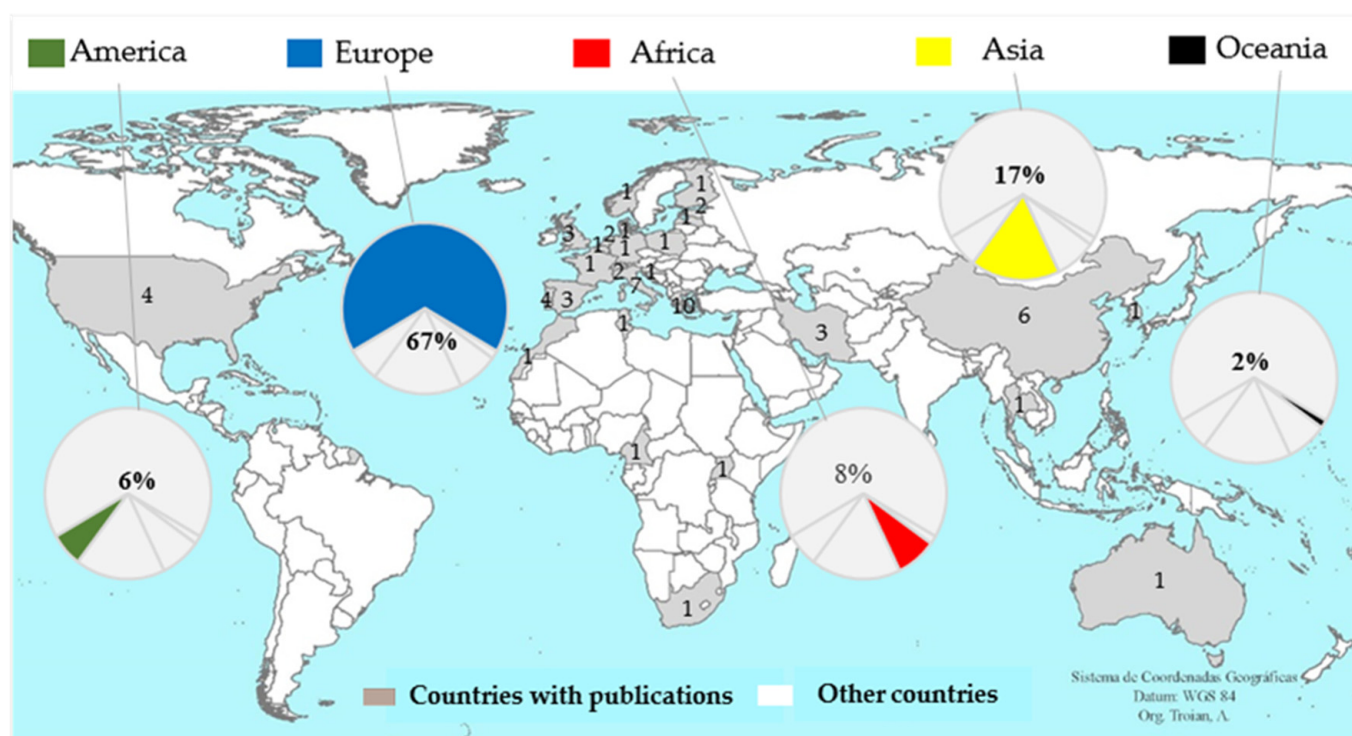 America Europe Africa Asia Oceania
17%
1 1
2
1
3 2 1
1 1 1
1 2 1
4 7
4 3 10
67%
1
1
3
6
1
2%
1
6%
1
1
8%
1
1
Countries with publications Other countries
Sistema de Coordenadas Geográficas
Datum: WGS 84
Org. Troian, A.